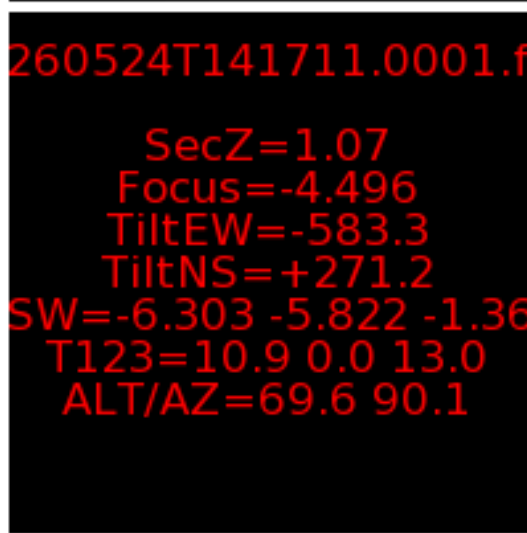 260524T141711.0001.f
SecZ=1.07
Focus=-4.496
TiltEW=-583.3
TiltNS=+271.2
SW=-6.303 -5.822 -1.36
T123=10.9 0.0 13.0
ALT/AZ=69.6 90.1